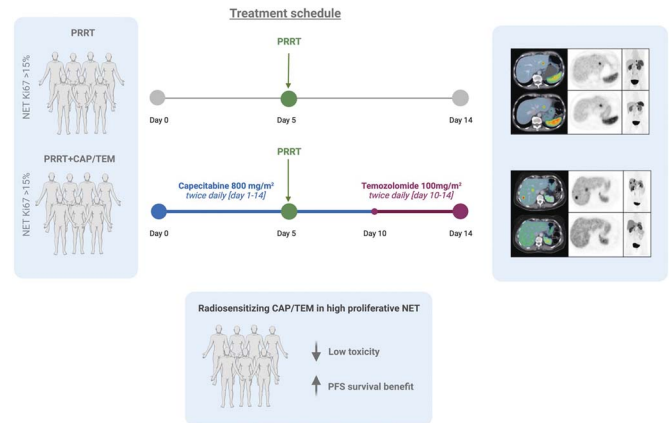 Treatment schedule
PRRT
NET Ki67 >15%
PRRT
Day 0
Day 5
Day 14
PRRT+CAP/TEM
NET Ki67 >15%
PRRT
Capecitabine 800 mg/m²
twice daily [day 1-14]
Temozolomide 100mg/m²
twice daily [day 10-14]
Day 0
Day 5
Day 10
Day 14
Radiosensitizing CAP/TEM in high proliferative NET
Low toxicity
PFS survival benefit